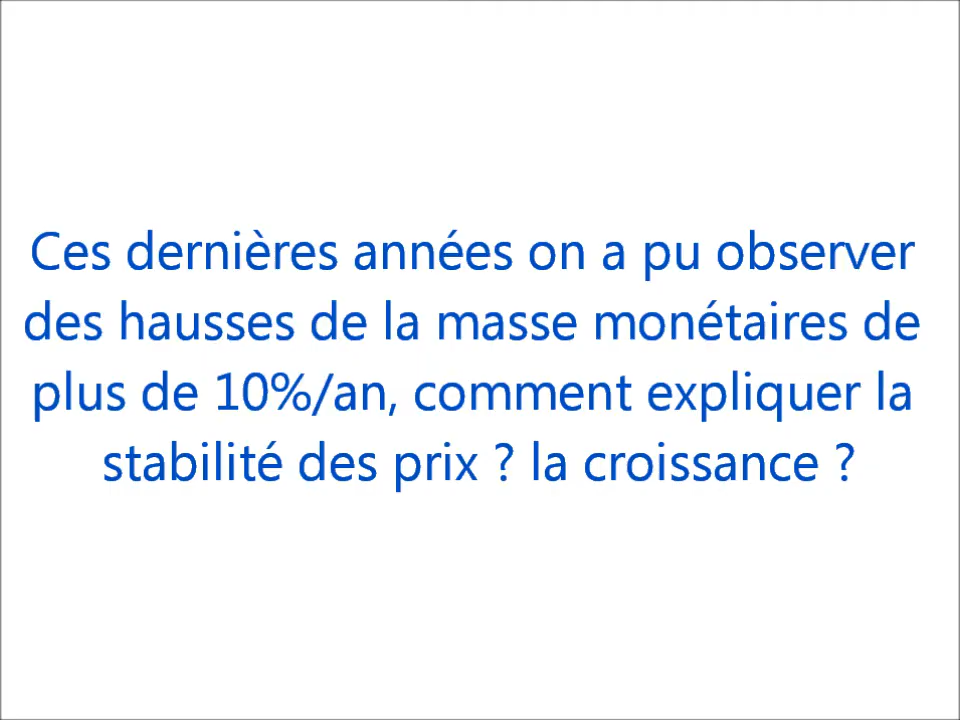 Ces dernières années on a pu observer
des hausses de la masse monétaires de
plus de 10%/an, comment expliquer la
stabilité des prix ? la croissance ?